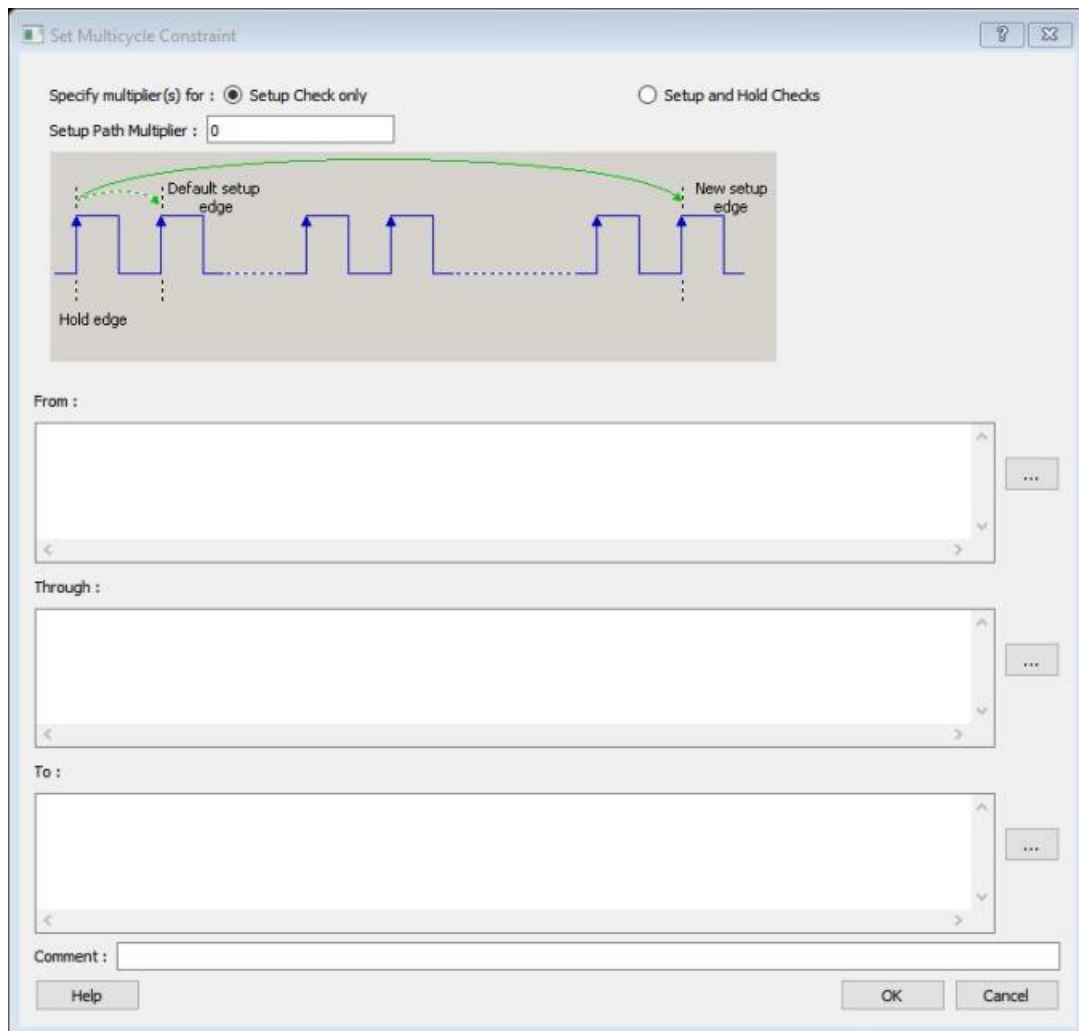 Set Multicycle Constraint
Specify multiplier(s) for : Setup Check only Setup and Hold Checks
Setup Path Multiplier : 0
Default setup
edge
New setup
edge
Hold edge
From :
...
Through :
...
To :
...
Comment :
Help OK Cancel